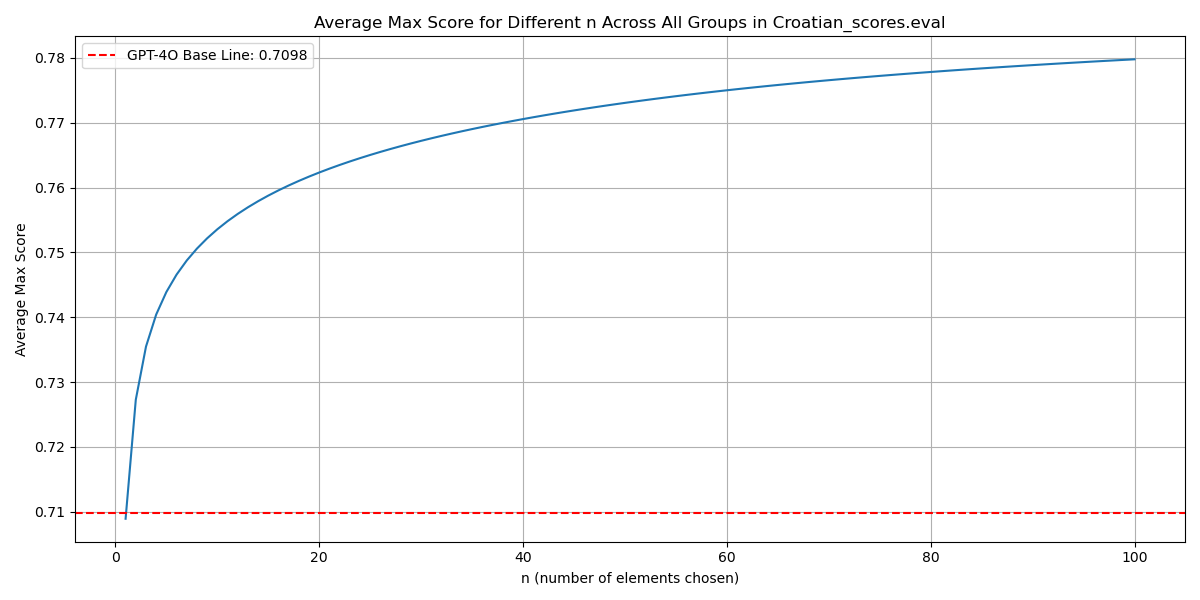 Average Max Score for Different n Across All Groups in Croatian_scores.eval
GPT-4O Base Line: 0.7098
0.78
0.77
0.76
0.75
0.74
0.73
0.72
0.71
Average Max Score
0 20 40 60 80 100
n (number of elements chosen)